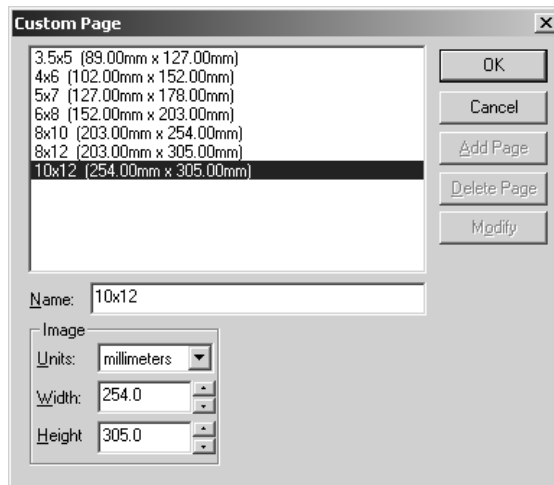 Custom Page
3.5x5 (89.00mm x 127.00mm)
4x6 (102.00mm x 152.00mm)
5x7 (127.00mm x 178.00mm)
6x8 (152.00mm x 203.00mm)
8x10 (203.00mm x 254.00mm)
8x12 (203.00mm x 305.00mm)
10x12 (254.00mm x 305.00mm)
OK
Cancel
Add Page
Delete Page
Modify
Name: 10x12
Image
Units: millimeters
Width: 254.0
Height 305.0